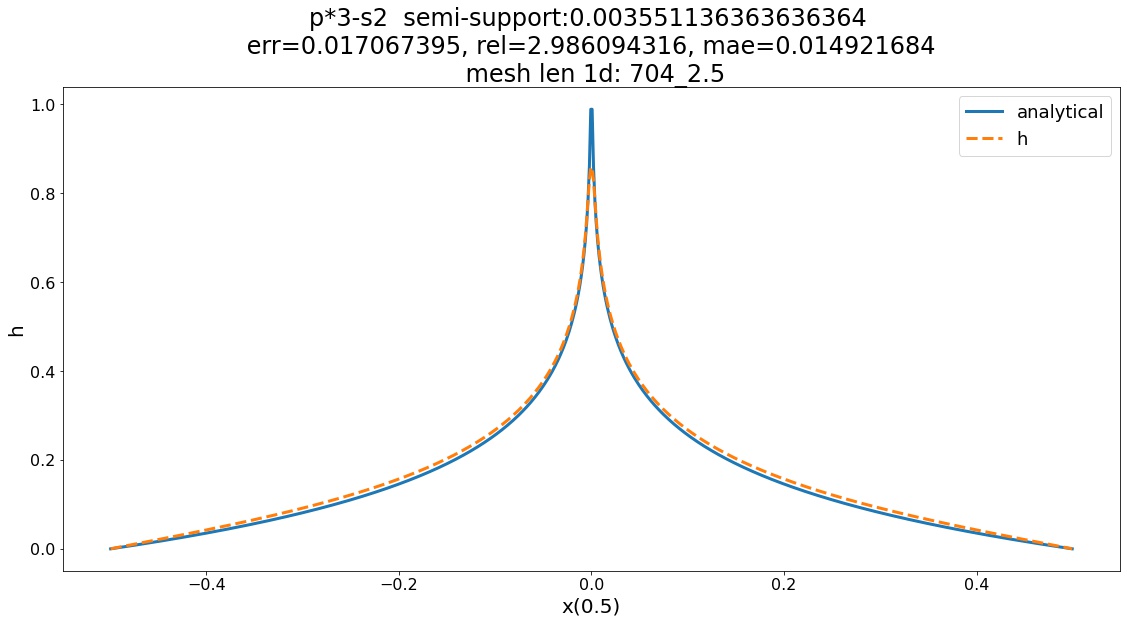 p*3-s2  semi-support:0.003551136363636364
err=0.017067395, rel=2.986094316, mae=0.014921684
mesh len 1d: 704_2.5
analytical
h
1.0
0.8
0.6
0.4
0.2
0.0
h
−0.4
−0.2
0.0
0.2
0.4
x(0.5)